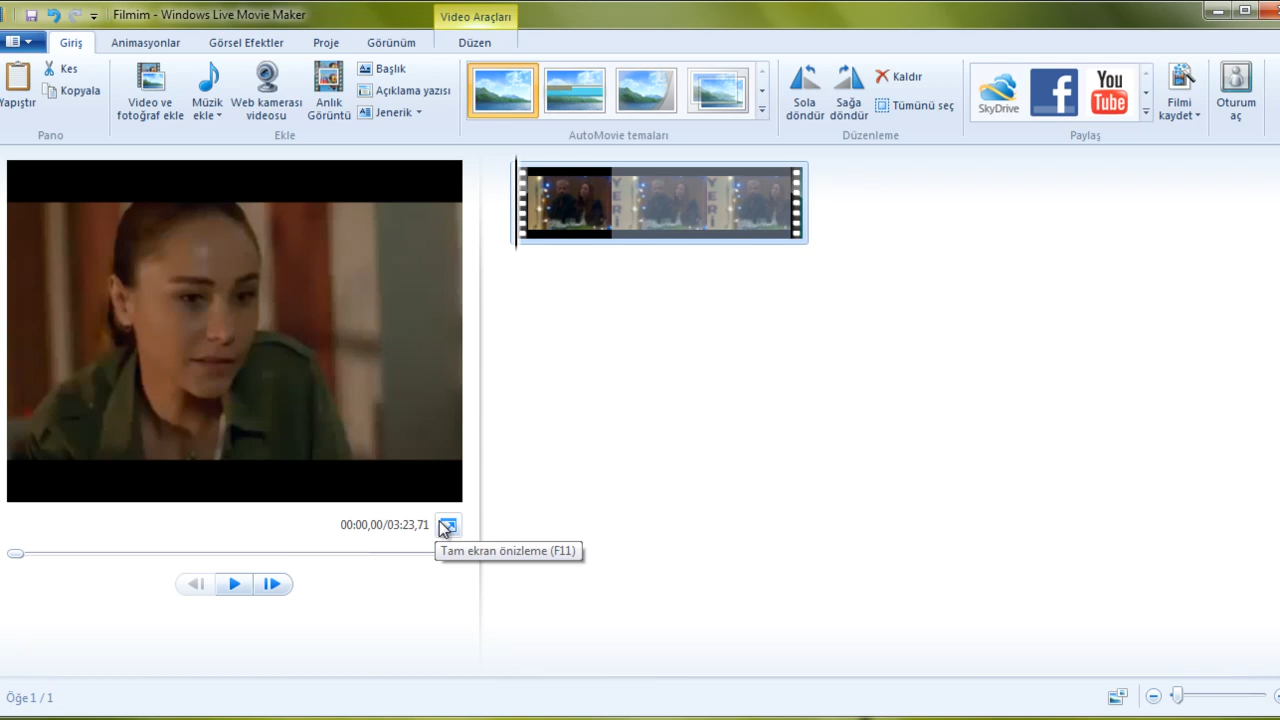 Filmim - Windows Live Movie Maker
Video Araçları
Giriş
Animasyonlar
Görsel Efektler
Proje
Görünüm
Düzen
Yapıştır
Kes
Kopyala
Pano
Video ve
fotoğraf ekle
Müzik
ekle
Web kamerası
videosu
Anlık
Görüntü
Başlık
Açıklama yazısı
Jenerik
Ekle
AutoMovie temaları
Sola
döndür
Sağa
döndür
Kaldır
Tümünü seç
Düzenleme
SkyDrive
f
You
Tube
Paylaş
Filmi
kaydet
Oturum
aç
YERİ
YERİ
00:00,00/03:23,71
Tam ekran önizleme (F11)
Öğe 1 / 1